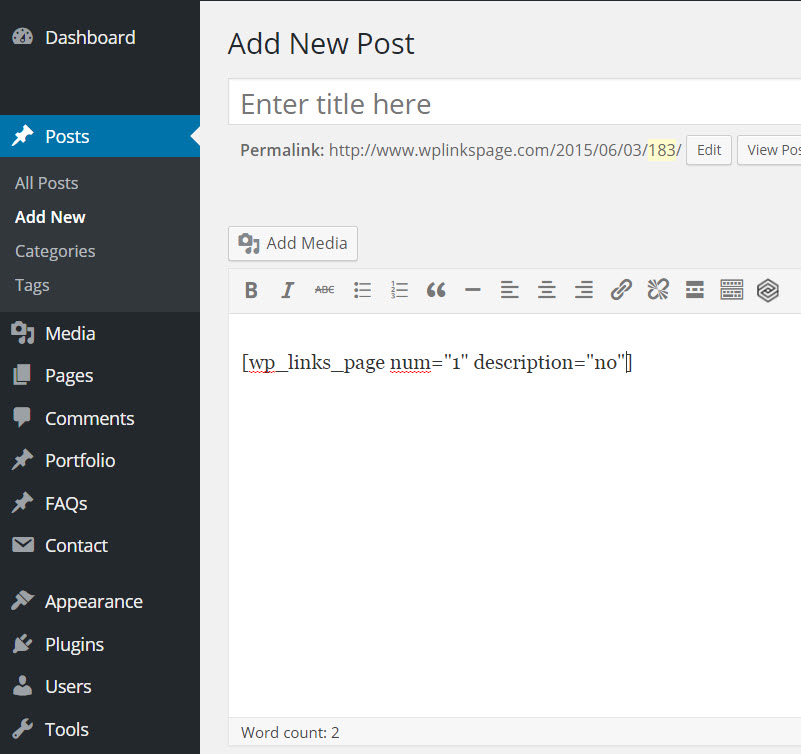 Dashboard
Posts
All Posts
Add New
Categories
Tags
Media
Pages
Comments
Portfolio
FAQs
Contact
Appearance
Plugins
Users
Tools
Add New Post
Enter title here
Permalink: http://www.wplinkspage.com/2015/06/03/183/ Edit View Pos
Add Media
B I ABC
[wp_links_page num="1" description="no"]
Word count: 2